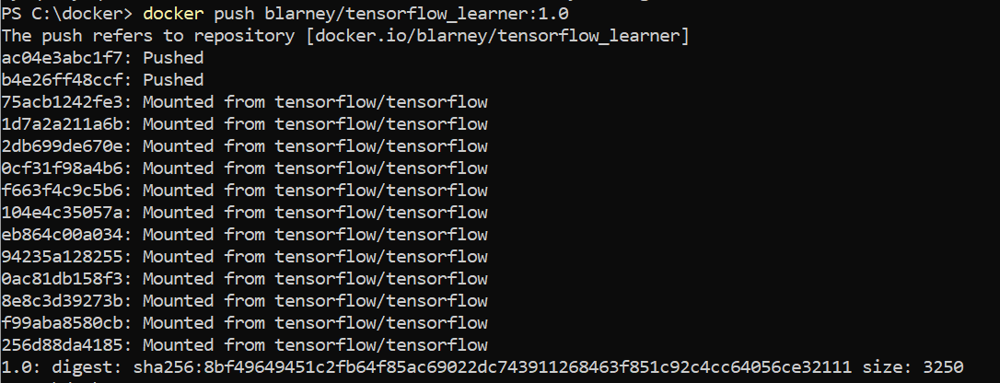 PS C:\docker> docker push blarney/tensorflow_learner:1.0
The push refers to repository [docker.io/blarney/tensorflow_learner]
ac04e3abc1f7: Pushed
b4e26ff48ccf: Pushed
75acb1242fe3: Mounted from tensorflow/tensorflow
1d7a2a211a6b: Mounted from tensorflow/tensorflow
2db699de670e: Mounted from tensorflow/tensorflow
0cf31f98a4b6: Mounted from tensorflow/tensorflow
f663f4c9c5b6: Mounted from tensorflow/tensorflow
104e4c35057a: Mounted from tensorflow/tensorflow
eb864c00a034: Mounted from tensorflow/tensorflow
94235a128255: Mounted from tensorflow/tensorflow
0ac81db158f3: Mounted from tensorflow/tensorflow
8e8c3d39273b: Mounted from tensorflow/tensorflow
f99aba8580cb: Mounted from tensorflow/tensorflow
256d88da4185: Mounted from tensorflow/tensorflow
1.0: digest: sha256:8bf49649451c2fb64f85ac69022dc743911268463f851c92c4cc64056ce32111 size: 3250